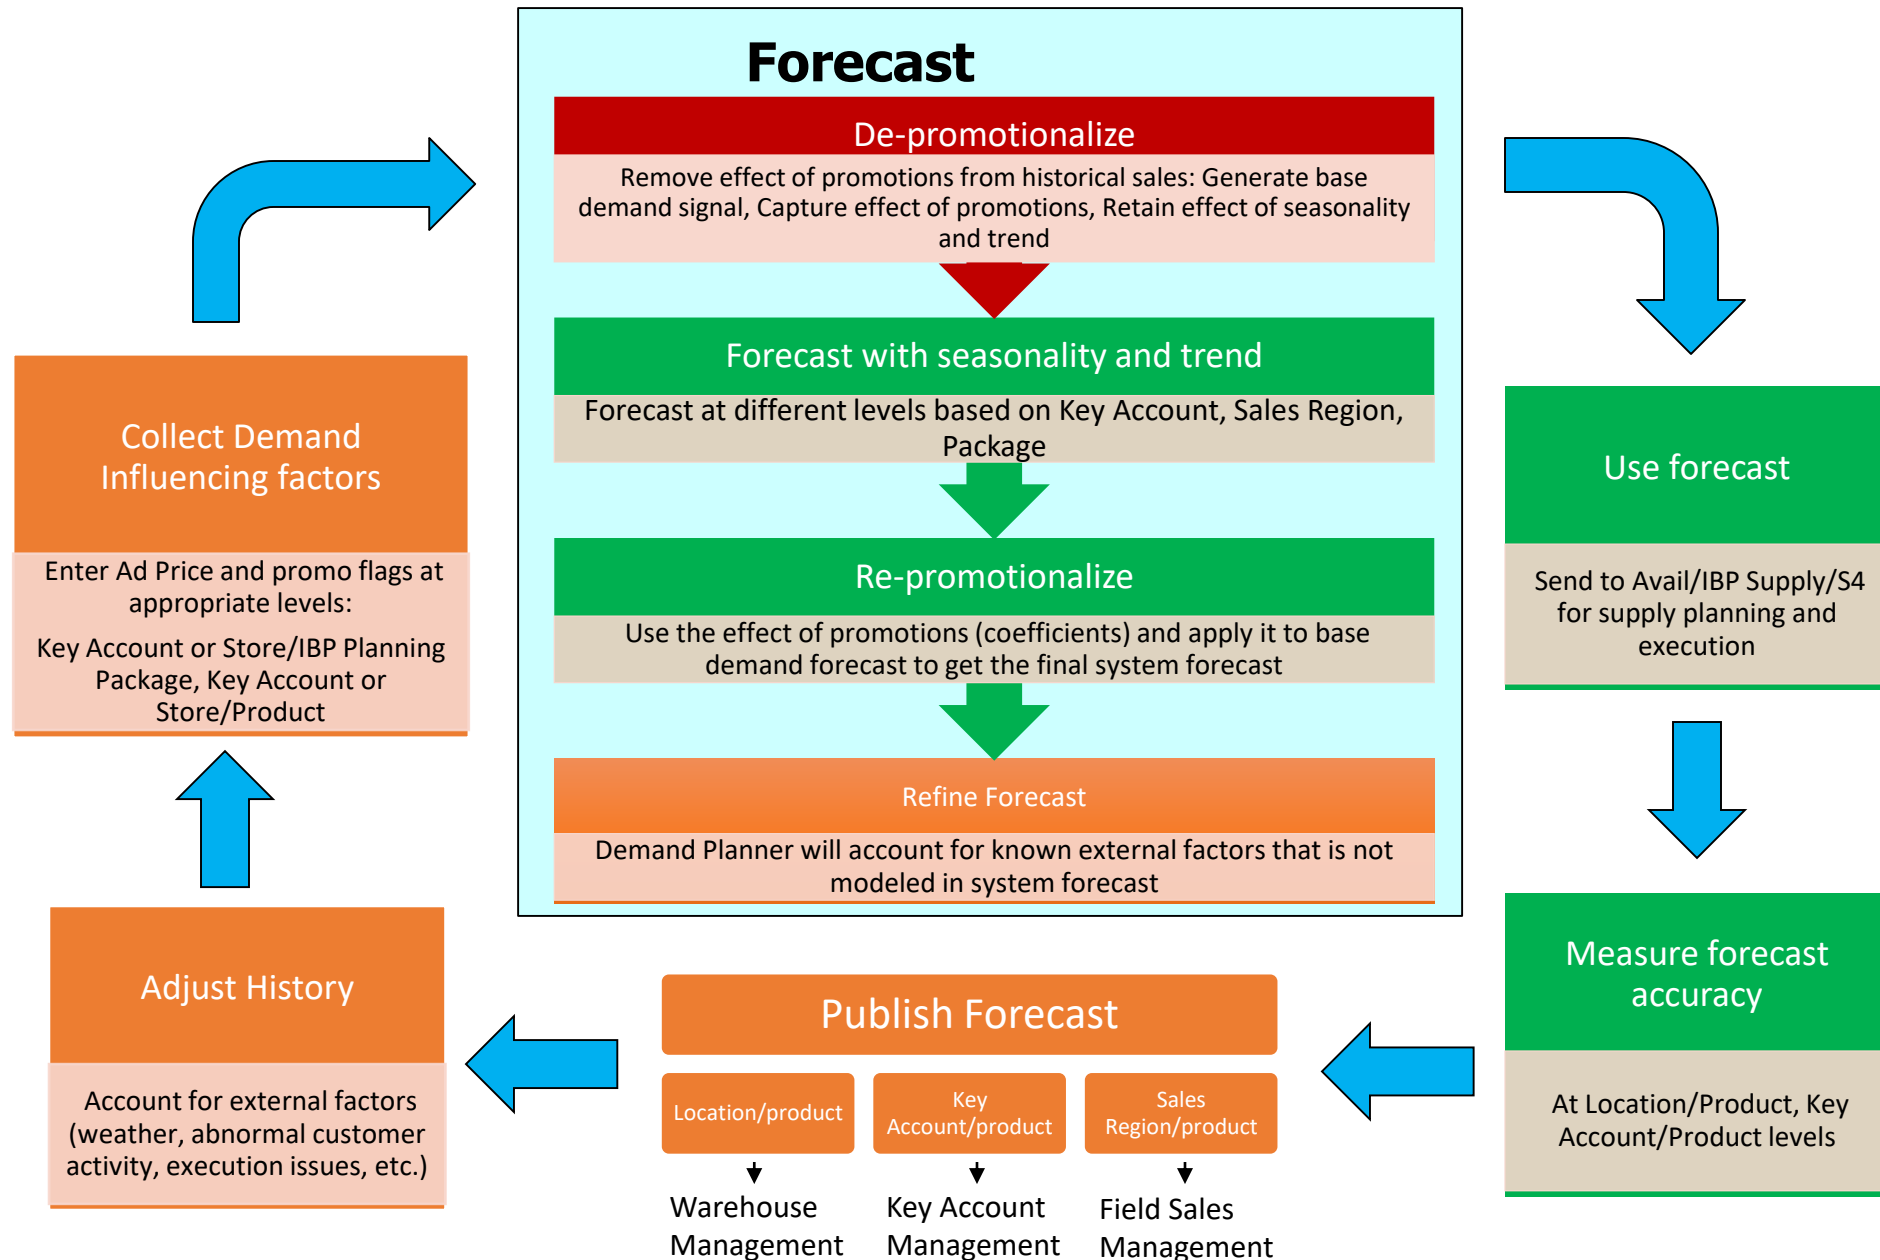 Forecast
De-promotionalize
Remove effect of promotions from historical sales: Generate base
demand signal, Capture effect of promotions, Retain effect of seasonality
and trend
Forecast with seasonality and trend
Forecast at different levels based on Key Account, Sales Region,
Package
Re-promotionalize
Use the effect of promotions (coefficients) and apply it to base
demand forecast to get the final system forecast
Refine Forecast
Demand Planner will account for known external factors that is not
modeled in system forecast
Use forecast
Send to Avail/IBP Supply/S4
for supply planning and
execution
Measure forecast
accuracy
At Location/Product, Key
Account/Product levels
Publish Forecast
Location/product
Key
Account/product
Sales
Region/product
Warehouse
Management
Key Account
Management
Field Sales
Management
Adjust History
Account for external factors
(weather, abnormal customer
activity, execution issues, etc.)
Collect Demand
Influencing factors
Enter Ad Price and promo flags at
appropriate levels:
Key Account or Store/IBP Planning
Package, Key Account or
Store/Product